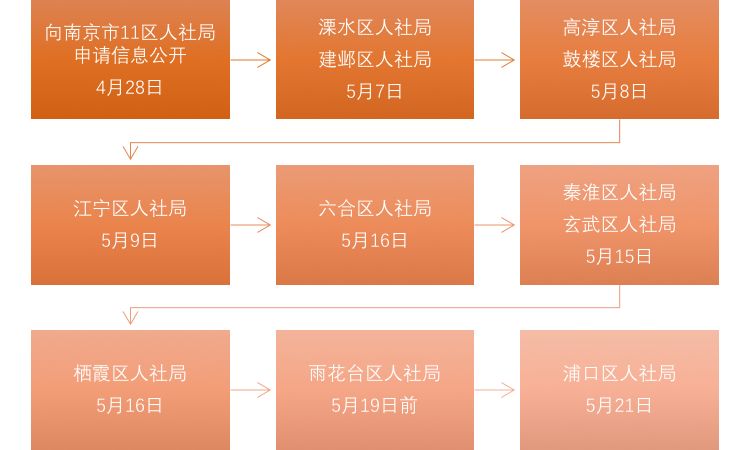 向南京市11区人社局
申请信息公开
4月28日
溧水区人社局
建邺区人社局
5月7日
高淳区人社局
鼓楼区人社局
5月8日
江宁区人社局
5月9日
六合区人社局
5月16日
秦淮区人社局
玄武区人社局
5月15日
栖霞区人社局
5月16日
雨花台区人社局
5月19日前
浦口区人社局
5月21日